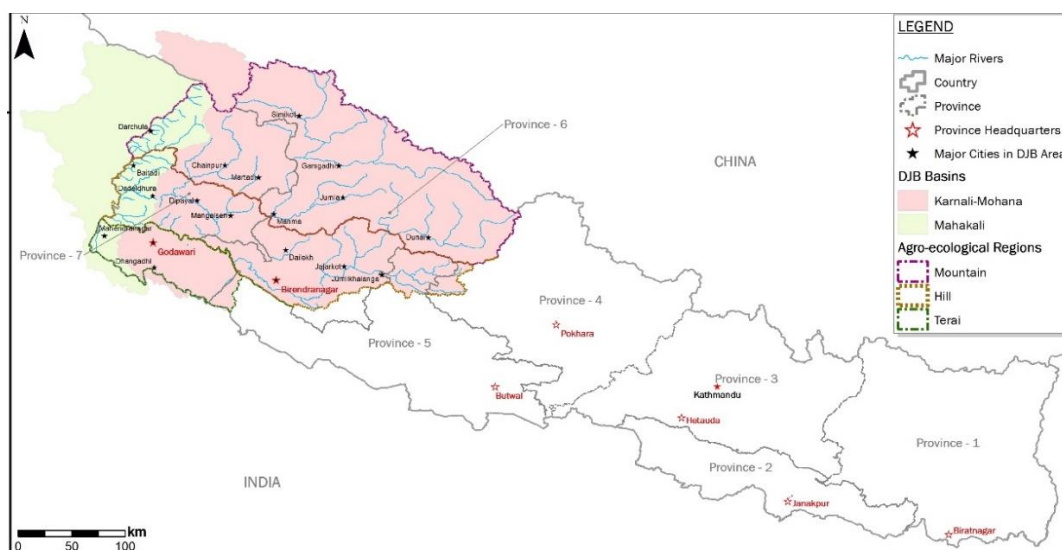 N
LEGEND
Major Rivers
Country
Province
Province Headquarters
Major Cities in DJB Area
DJB Basins
Karnali-Mohana
Mahakali
Agro-ecological Regions
Mountain
Hill
Terai
Province - 6
CHINA
Darchula
Simikot
Baitadi
Chainpur
Martadi
Gamgadhi
Dadeldhura
Dipayal
Mangalsen
Manma
Jumla
Dunai
Mahendranagar
Godawari
Province - 7
Dhangadhi
Dailekh
Jajarkot
Jumlikhalanga
Birendranagar
Province - 4
Pokhara
Province - 5
Butwal
Province - 3
Kathmandu
Hetauda
Province - 2
Janakpur
Province - 1
Biratnagar
INDIA
km
0 25 50 100